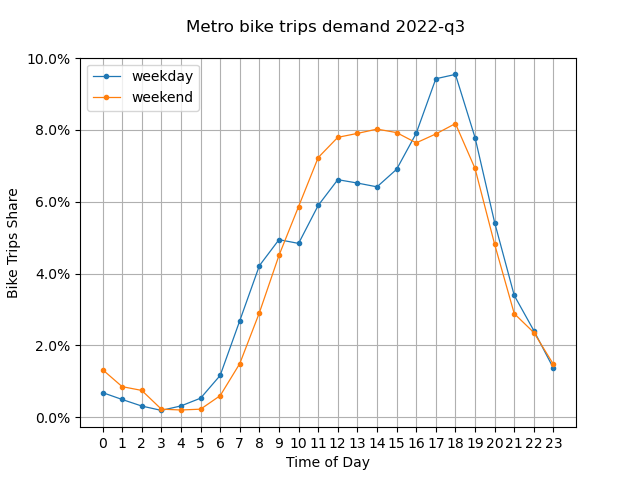 Metro bike trips demand 2022-q3
10.0%
8.0%
6.0%
4.0%
2.0%
0.0%
Bike Trips Share
weekday
weekend
0 1 2 3 4 5 6 7 8 9 10 11 12 13 14 15 16 17 18 19 20 21 22 23
Time of Day